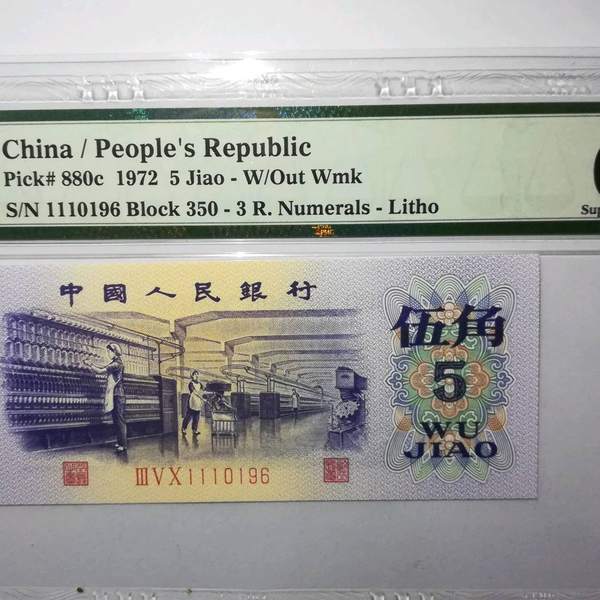 China / People's Republic
Pick# 880c 1972 5 Jiao - W/Out Wmk
S/N 1110196 Block 350 - 3 R. Numerals - Litho
Sup
中國人民銀行
伍角
5
WU
JIAO
ⅢⅤⅩ1110196